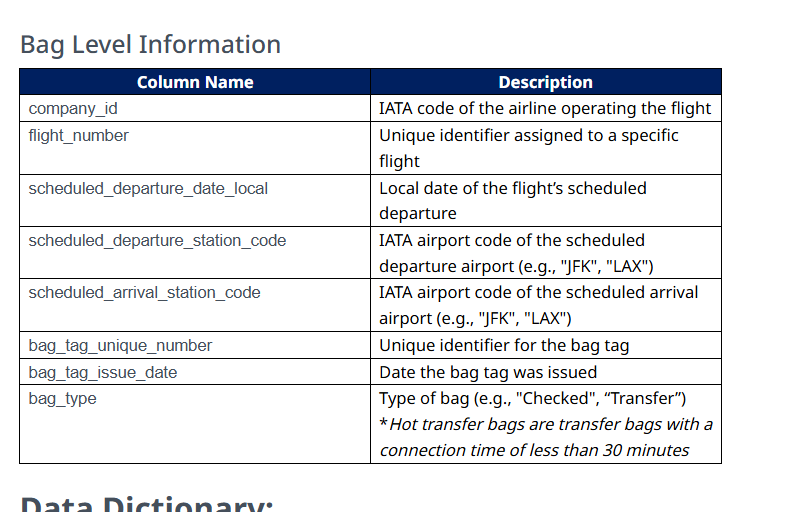 Bag Level Information
Column Name Description
company_id IATA code of the airline operating the flight
flight_number Unique identifier assigned to a specific
flight
scheduled_departure_date_local Local date of the flight’s scheduled
departure
scheduled_departure_station_code IATA airport code of the scheduled
departure airport (e.g., "JFK", "LAX")
scheduled_arrival_station_code IATA airport code of the scheduled arrival
airport (e.g., "JFK", "LAX")
bag_tag_unique_number Unique identifier for the bag tag
bag_tag_issue_date Date the bag tag was issued
bag_type Type of bag (e.g., "Checked", “Transfer”)
*Hot transfer bags are transfer bags with a
connection time of less than 30 minutes
Data Dictionary: